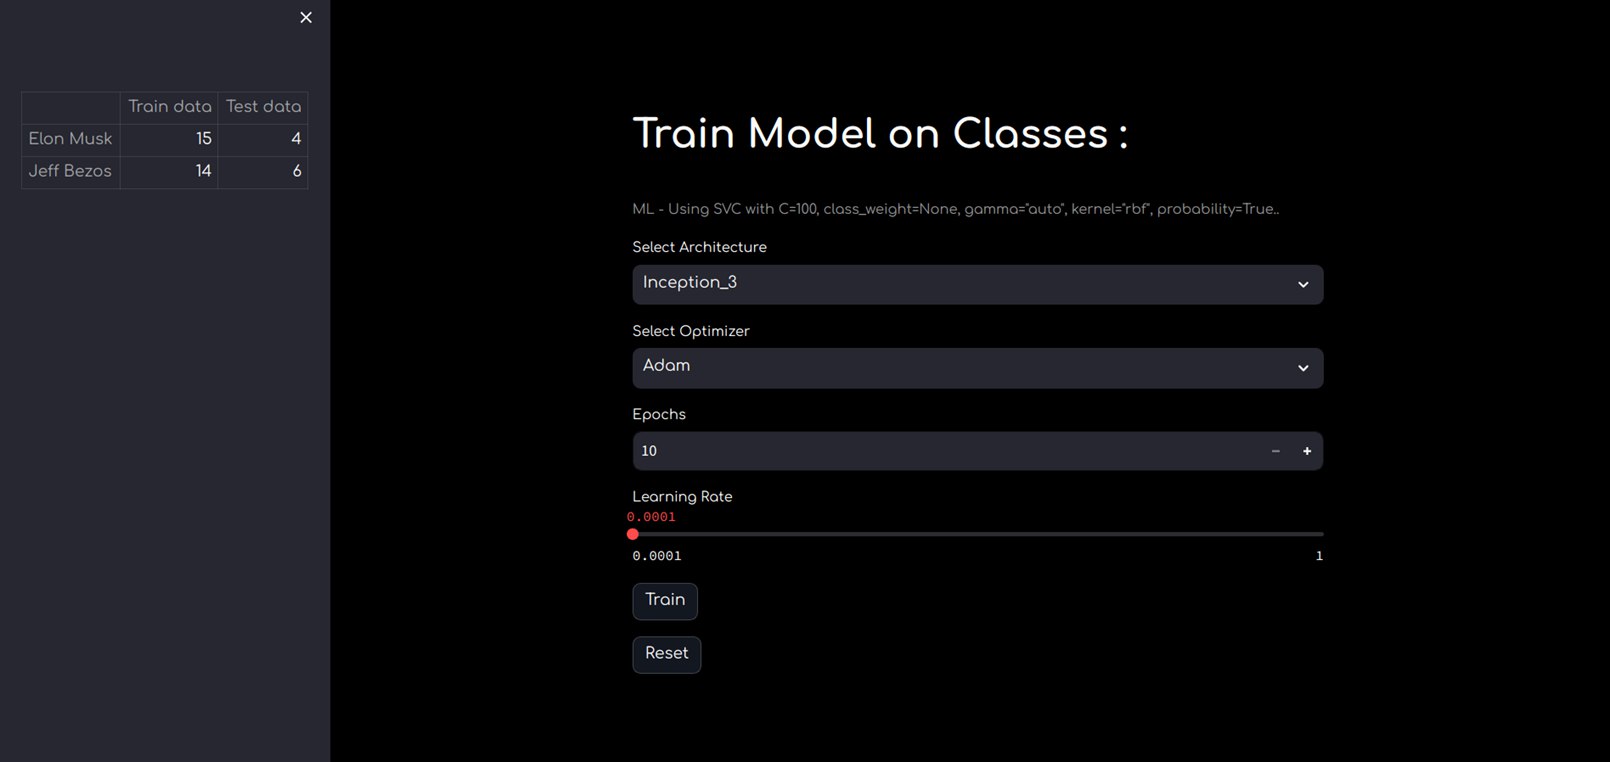 Train data Test data
Elon Musk 15 4
Jeff Bezos 14 6
Train Model on Classes :
ML - Using SVC with C=100, class_weight=None, gamma="auto", kernel="rbf", probability=True..
Select Architecture
Inception_3
Select Optimizer
Adam
Epochs
10
Learning Rate
0.0001
0.0001 1
Train
Reset